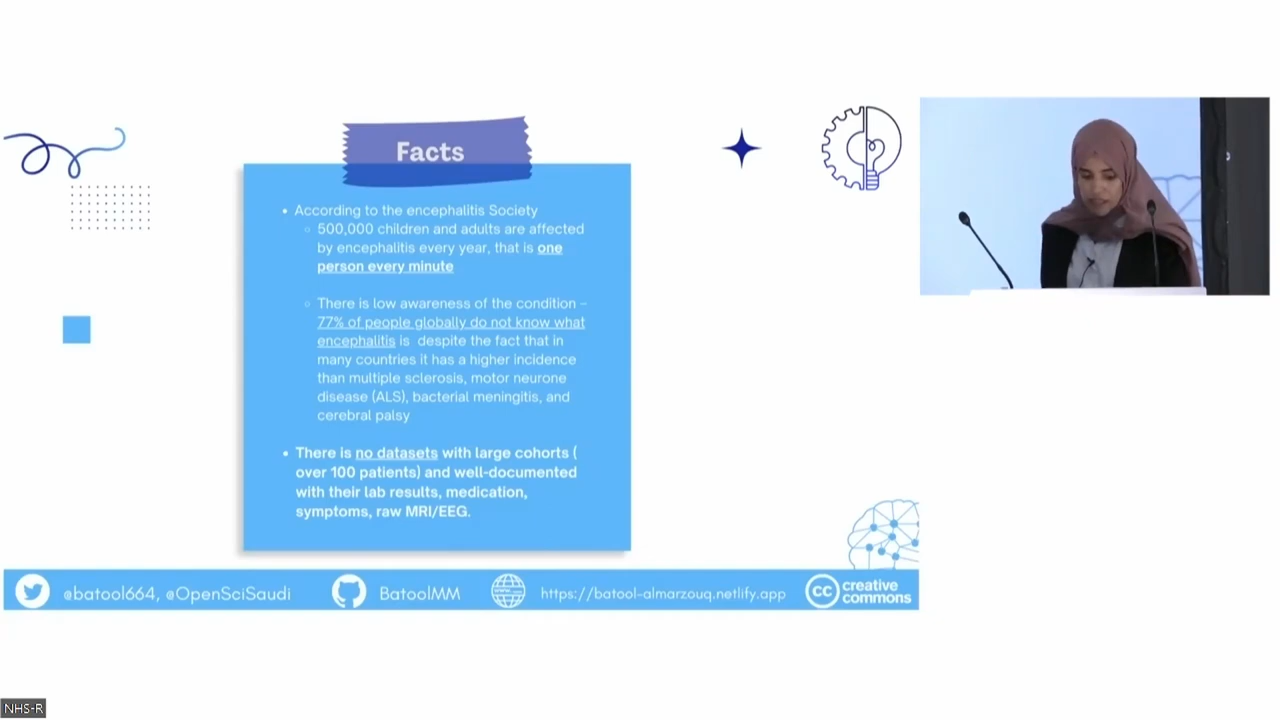 Facts
• According to the encephalitis Society
◦ 500,000 children and adults are affected
by encephalitis every year, that is one
person every minute
◦ There is low awareness of the condition –
77% of people globally do not know what
encephalitis is despite the fact that in
many countries it has a higher incidence
than multiple sclerosis, motor neurone
disease (ALS), bacterial meningitis, and
cerebral palsy
• There is no datasets with large cohorts (
over 100 patients) and well-documented
with their lab results, medication,
symptoms, raw MRI/EEG.
@batool664, @OpenSciSaudi
BatoolMM
www...
https://batool-almarzouq.netlify.app
cc creative
commons
NHS-R